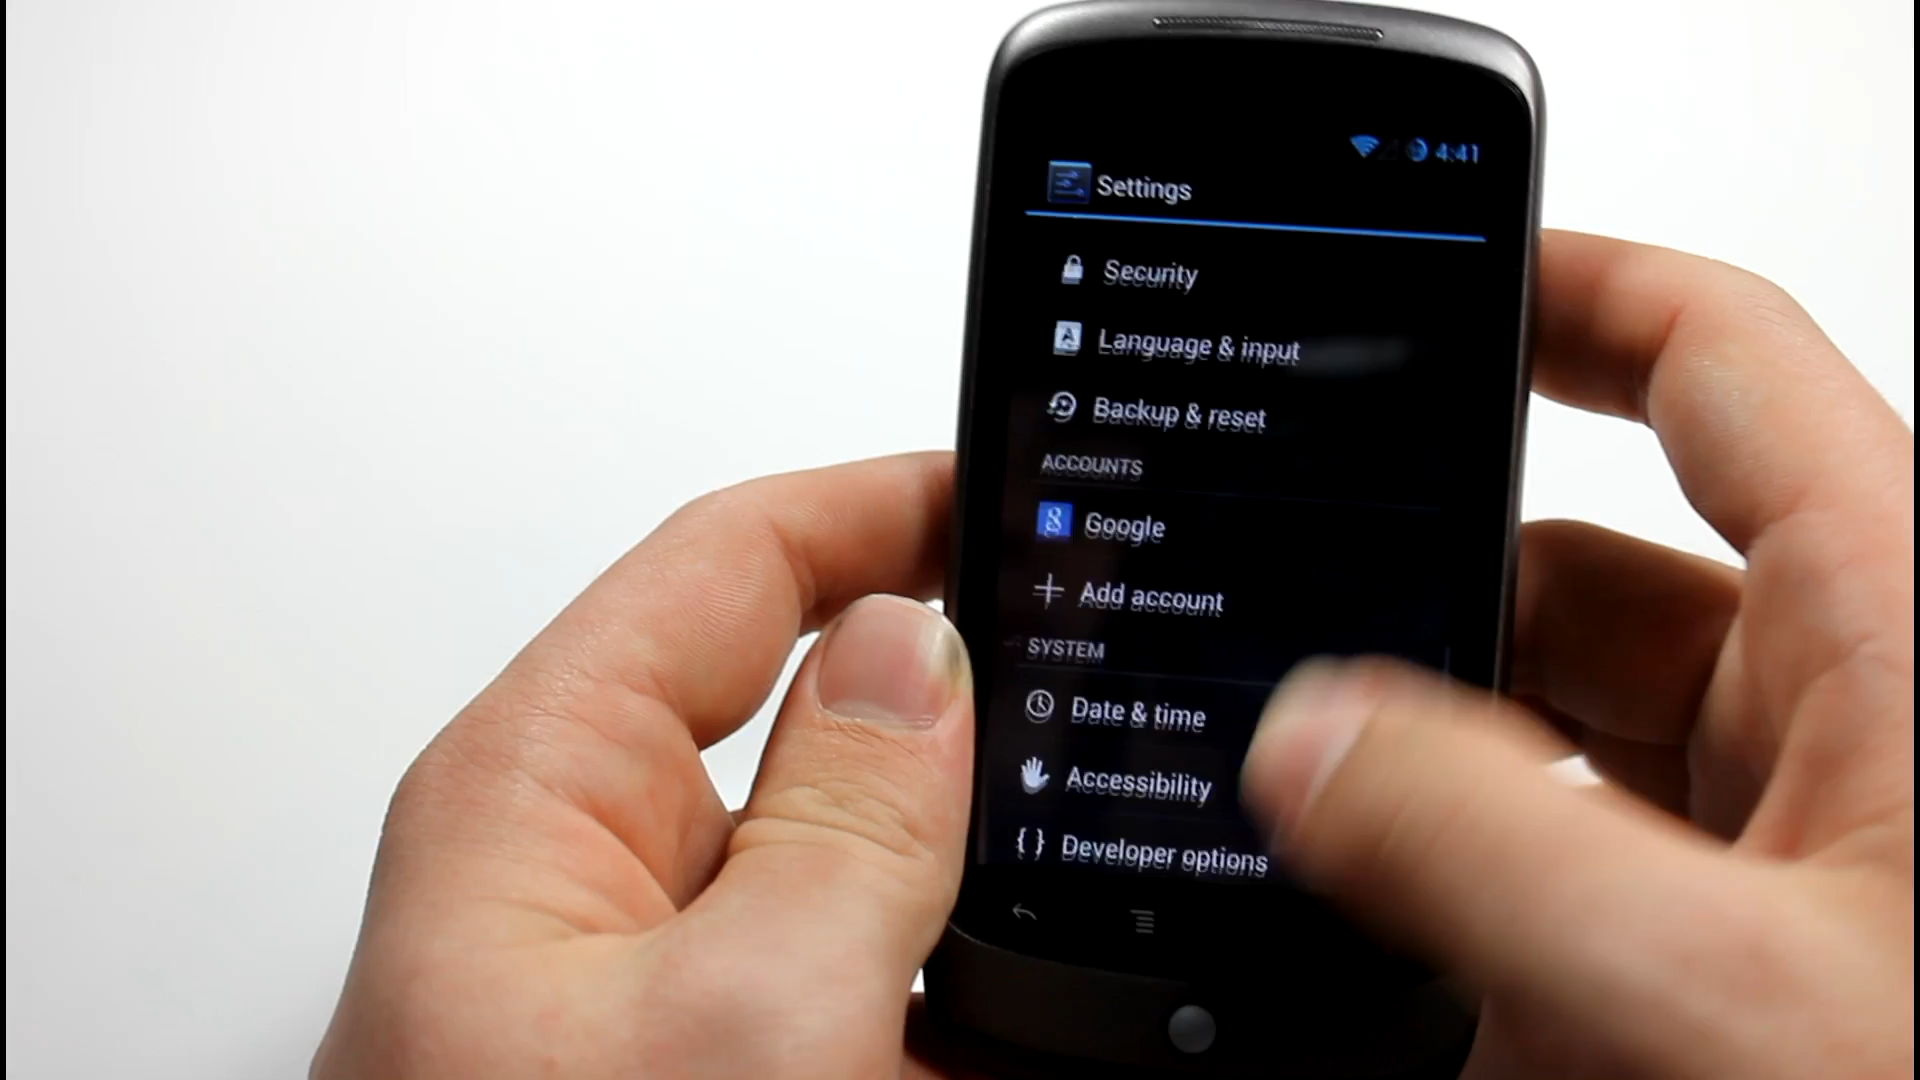 4:41
Settings
Security
Language & input
Backup & reset
ACCOUNTS
g Google
Add account
SYSTEM
Date & time
Accessibility
{ } Developer options